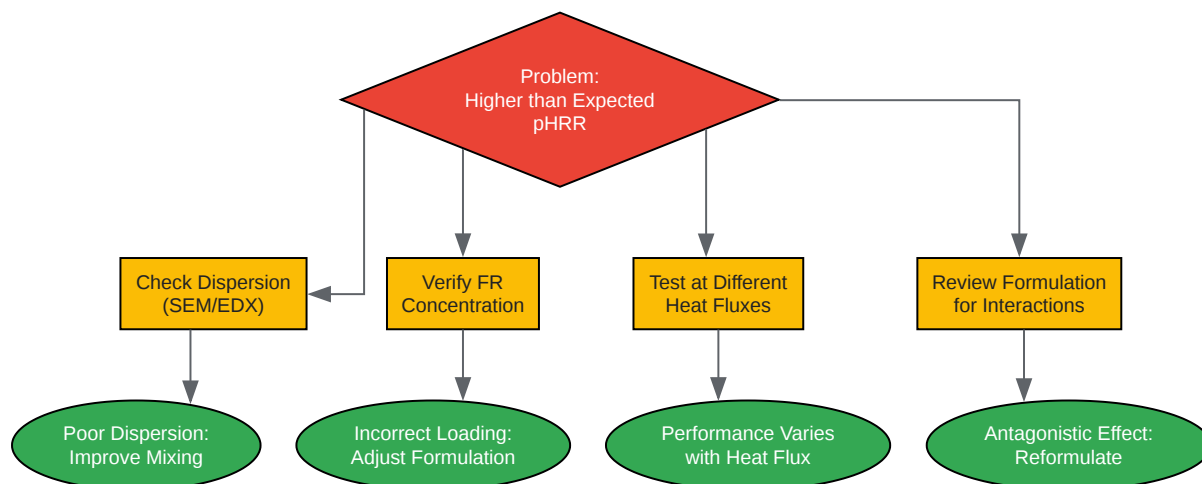 Problem:
Higher than Expected
pHRR
Check Dispersion
(SEM/EDX)
Verify FR
Concentration
Test at Different
Heat Fluxes
Review Formulation
for Interactions
Poor Dispersion:
Improve Mixing
Incorrect Loading:
Adjust Formulation
Performance Varies
with Heat Flux
Antagonistic Effect:
Reformulate